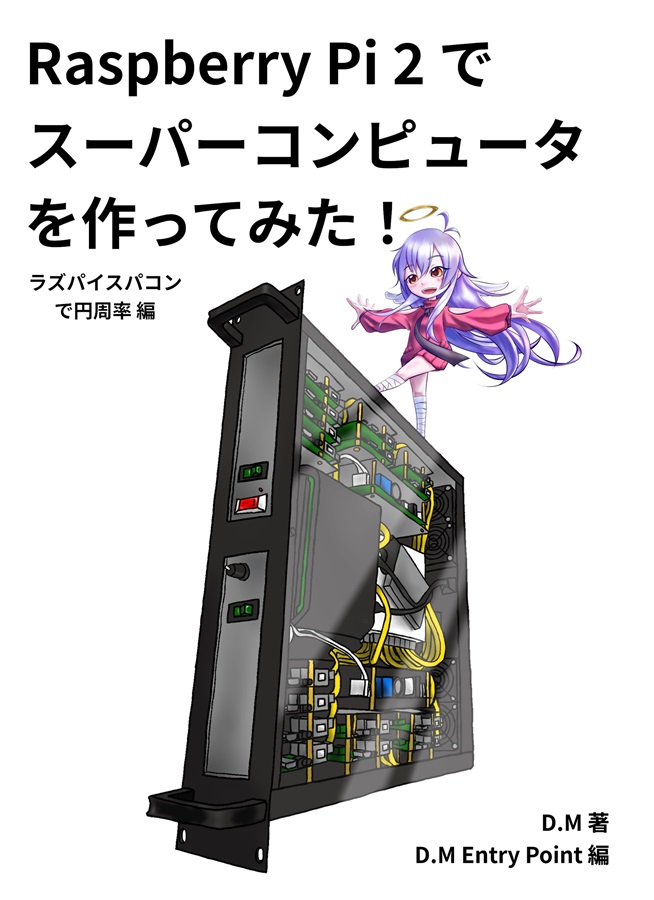 Raspberry Pi 2 で
スーパーコンピュータ
を作ってみた！
ラズパイスパコン
で円周率 編
D.M 著
D.M Entry Point 編